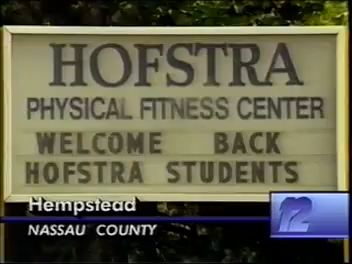 HOFSTRA
PHYSICAL FITNESS CENTER
WELCOME BACK
HOFSTRA STUDENTS
Hempstead
NASSAU COUNTY
12